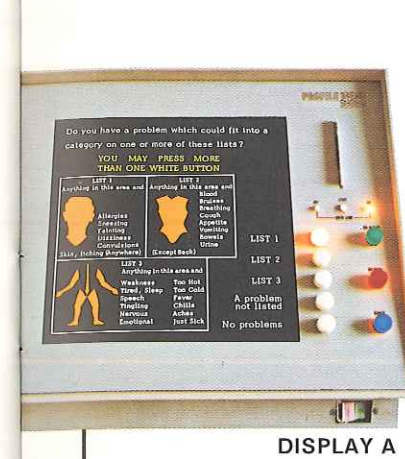 Do you have a problem which could fit into a
category on one or more of these lists?
YOU MAY PRESS MORE
THAN ONE WHITE BUTTON
LIST 1
Anything in this area and
Allergies
Sneezing
Fainting
Dizziness
Convulsions
Skin, Itching (Anywhere)
LIST 2
Anything in this area and
Blood
Bruises
Breathing
Cough
Appetite
Vomiting
Bowels
Urine
(Except Back)
LIST 3
Anything in this area and
Weakness
Tired, Sleep
Speech
Tingling
Nervous
Emotional
Too Hot
Too Cold
Fever
Chills
Aches
Just Sick
LIST 1
LIST 2
LIST 3
A problem
not listed
No problems
DISPLAY A